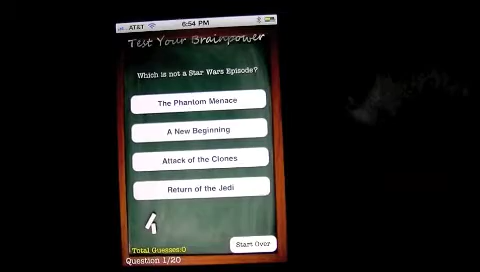 AT&T 6:54 PM
Test Your Brainpower
Which is not a Star Wars Episode?
The Phantom Menace
A New Beginning
Attack of the Clones
Return of the Jedi
Total Guesses:0
Start Over
Question 1/20